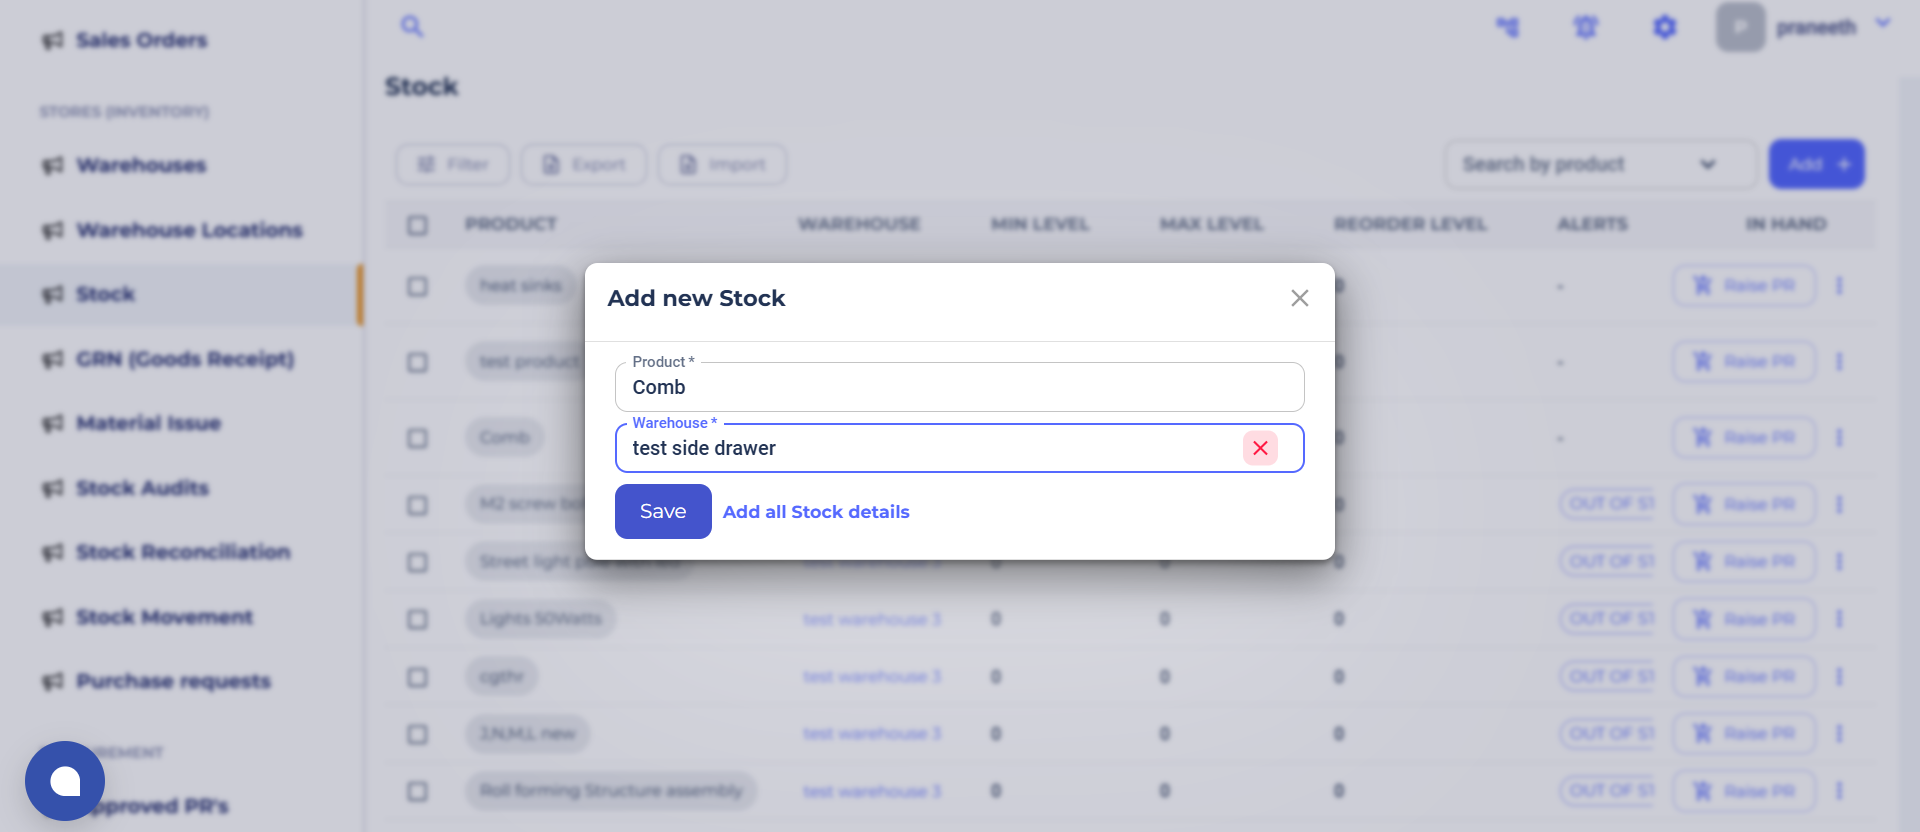 Sales Orders
STORES (INVENTORY)
Warehouses
Warehouse Locations
Stock
GRN (Goods Receipt)
Material Issue
Stock Audits
Stock Reconciliation
Stock Movement
Purchase requests
UREMENT
pproved PR's
P praneeth
Stock
Filter Export Import Search by product Add +
PRODUCT WAREHOUSE MIN LEVEL MAX LEVEL REORDER LEVEL ALERTS IN HAND
heat sinks 0 - Raise PR
test product 0 - Raise PR
Comb 0 - Raise PR
M2 screw bo 0 OUT OF ST Raise PR
Street light 0 OUT OF ST Raise PR
Lights 50Watts test warehouse 3 0 0 0 OUT OF ST Raise PR
cgthr test warehouse 3 0 0 0 OUT OF ST Raise PR
J,N,M,L new test warehouse 3 0 0 0 OUT OF ST Raise PR
Roll forming Structure assembly test warehouse 3 0 0 0 OUT OF ST Raise PR
Add new Stock
Product *
Comb
Warehouse *
test side drawer
Save Add all Stock details